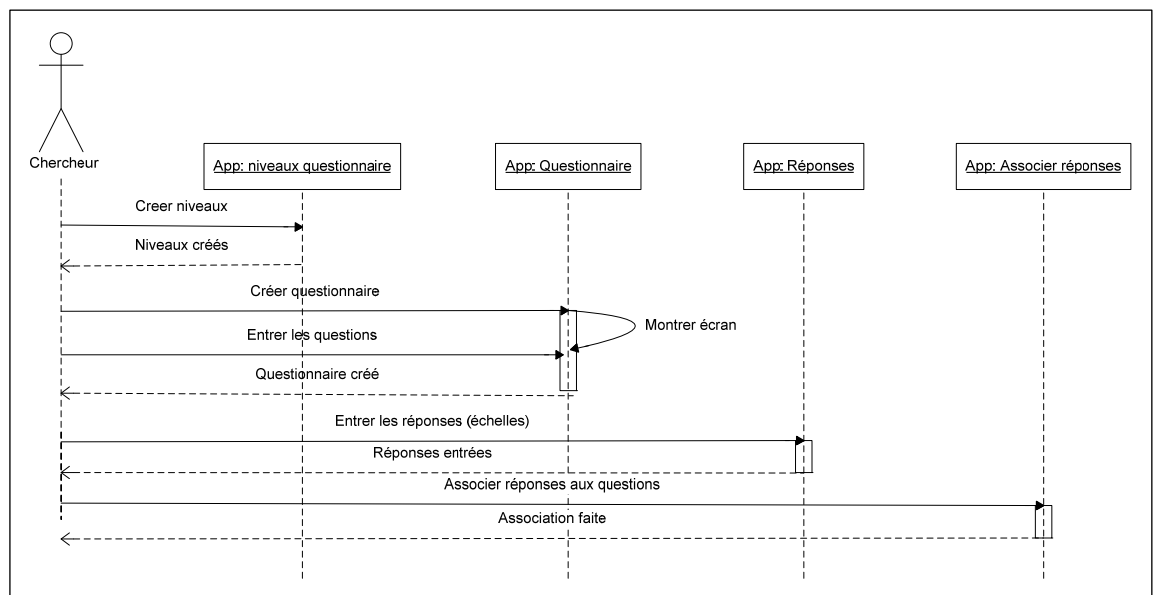 Chercheur
App: niveaux questionnaire
App: Questionnaire
App: Réponses
App: Associer réponses
Creer niveaux
Niveaux créés
Créer questionnaire
Montrer écran
Entrer les questions
Questionnaire créé
Entrer les réponses (échelles)
Réponses entrées
Associer réponses aux questions
Association faite